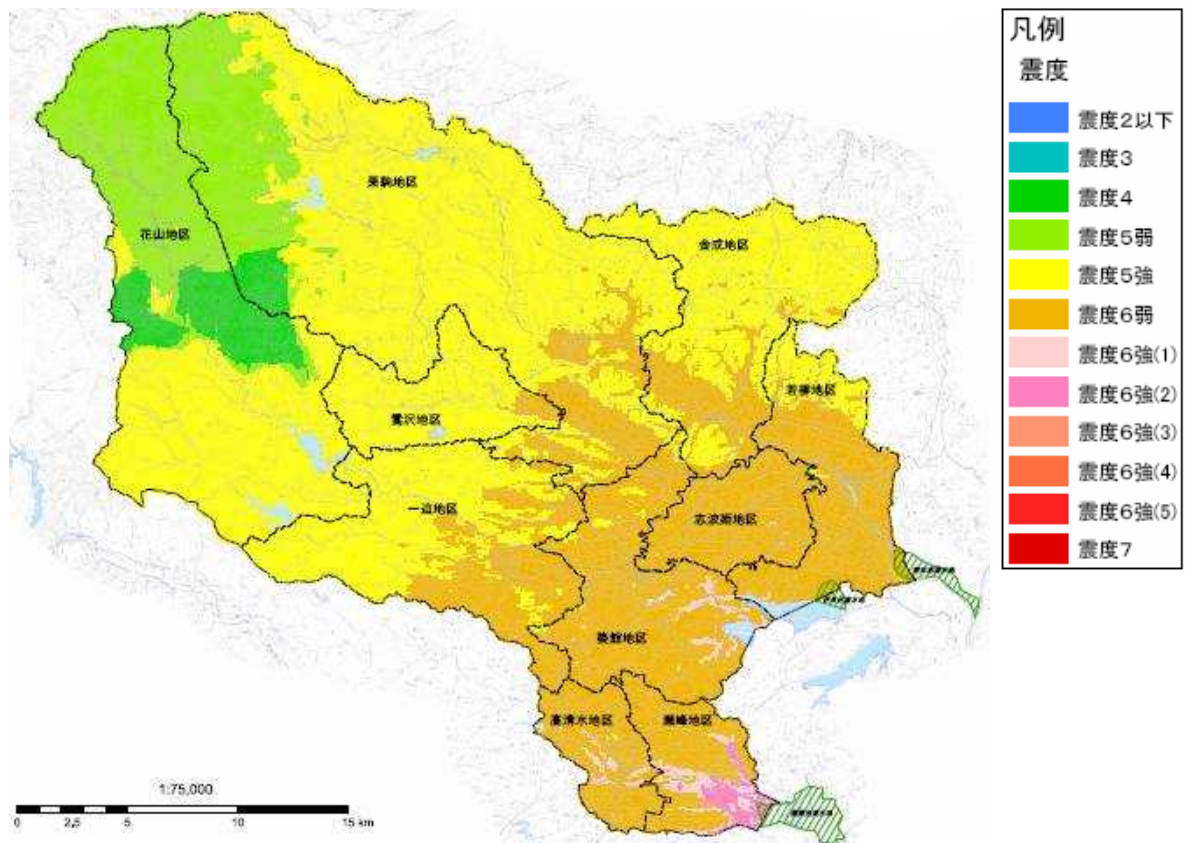 凡例
震度
震度2以下
震度3
震度4
震度5弱
震度5強
震度6弱
震度6強(1)
震度6強(2)
震度6強(3)
震度6強(4)
震度6強(5)
震度7
栗駒地区
花山地区
金成地区
若柳地区
鶯沢地区
一迫地区
志波姫地区
築館地区
高清水地区
瀬峰地区
1:75,000
0 2.5 5 10 15 km